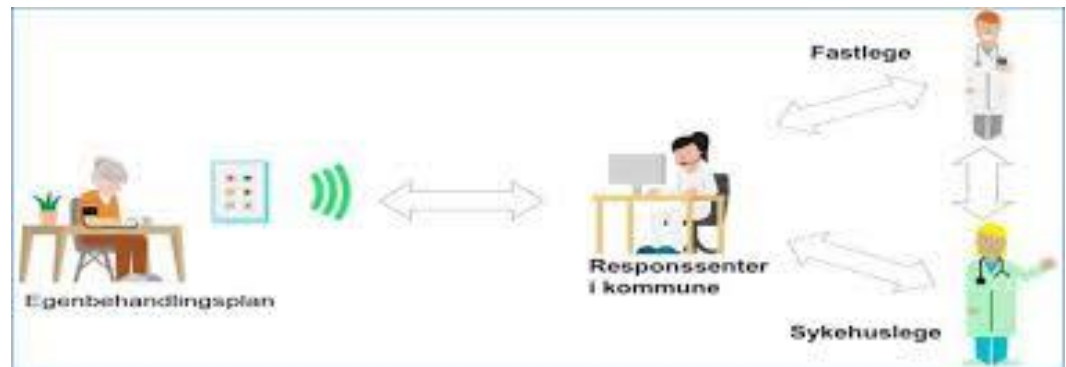 Egenbehandlingsplan
Responssenter
i kommune
Fastlege
Sykehuslege